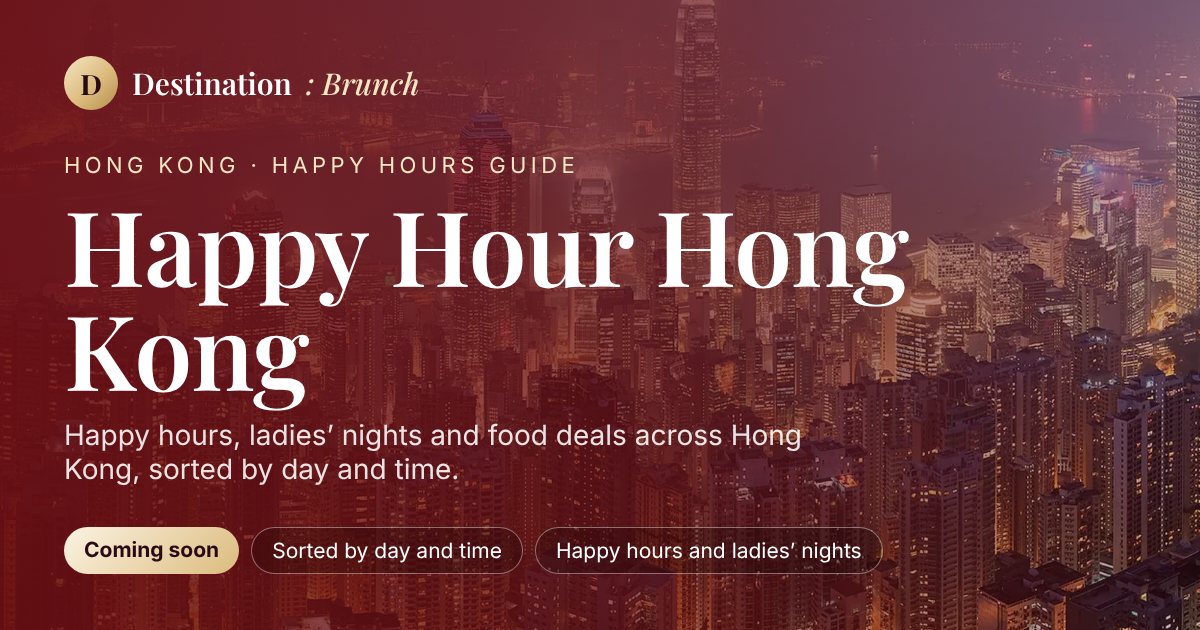 D Destination : Brunch
HONG KONG · HAPPY HOURS GUIDE
Happy Hour Hong
Kong
Happy hours, ladies’ nights and food deals across Hong
Kong, sorted by day and time.
Coming soon Sorted by day and time Happy hours and ladies’ nights